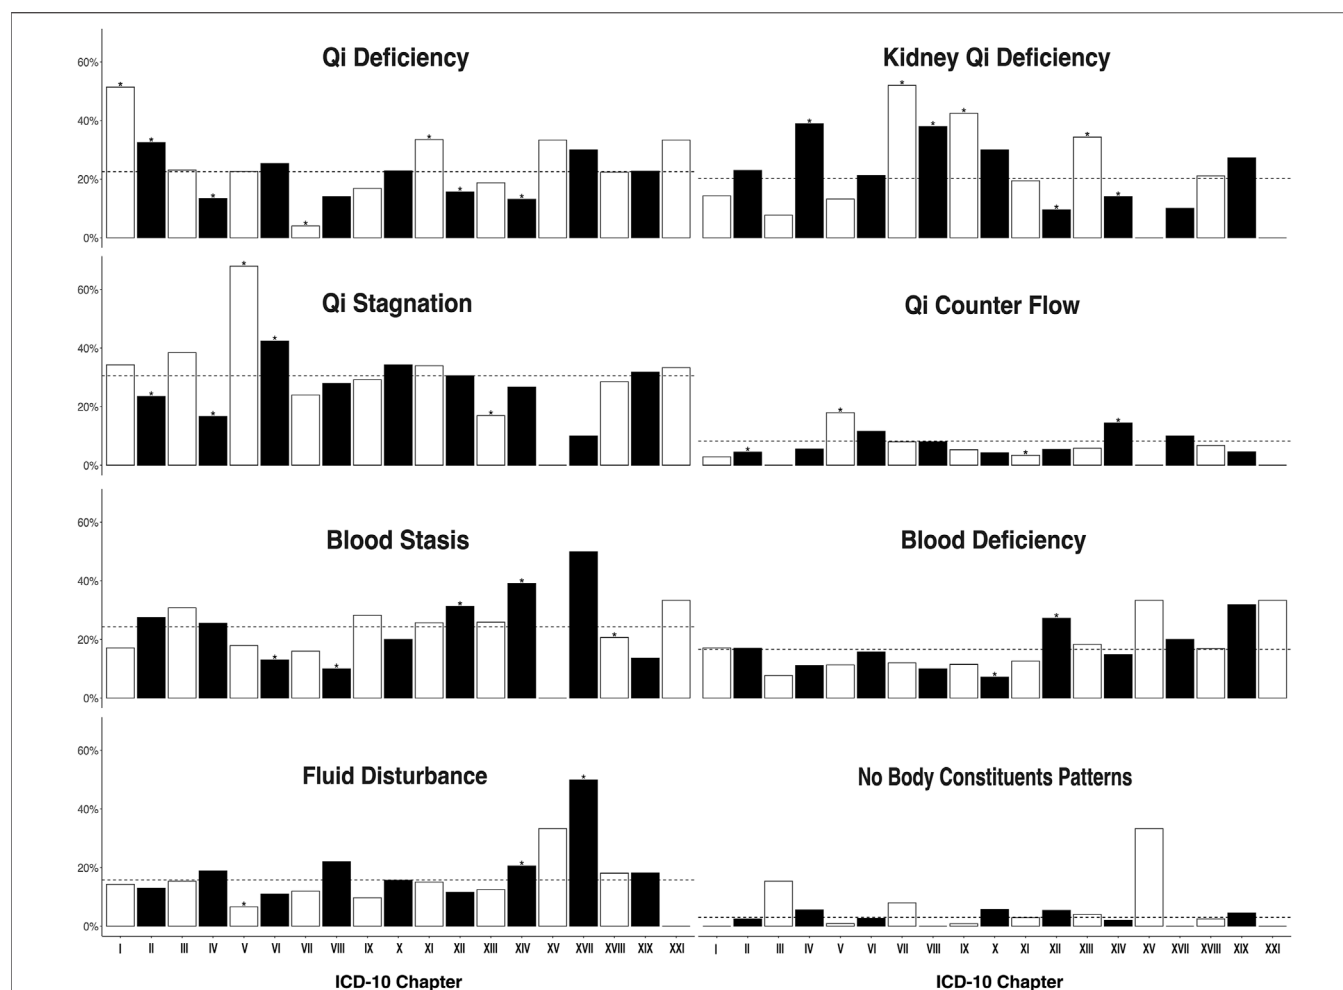 Qi Deficiency
Kidney Qi Deficiency
60%
40%
20%
0%
Qi Stagnation
Qi Counter Flow
60%
40%
20%
0%
Blood Stasis
Blood Deficiency
60%
40%
20%
0%
Fluid Disturbance
No Body Constituents Patterns
60%
40%
20%
0%
I II III IV V VI VII VIII IX X XI XII XIII XIV XV XVII XVIII XIX XXI
I II III IV V VI VII VIII IX X XI XII XIII XIV XV XVII XVIII XIX XXI
ICD-10 Chapter
ICD-10 Chapter